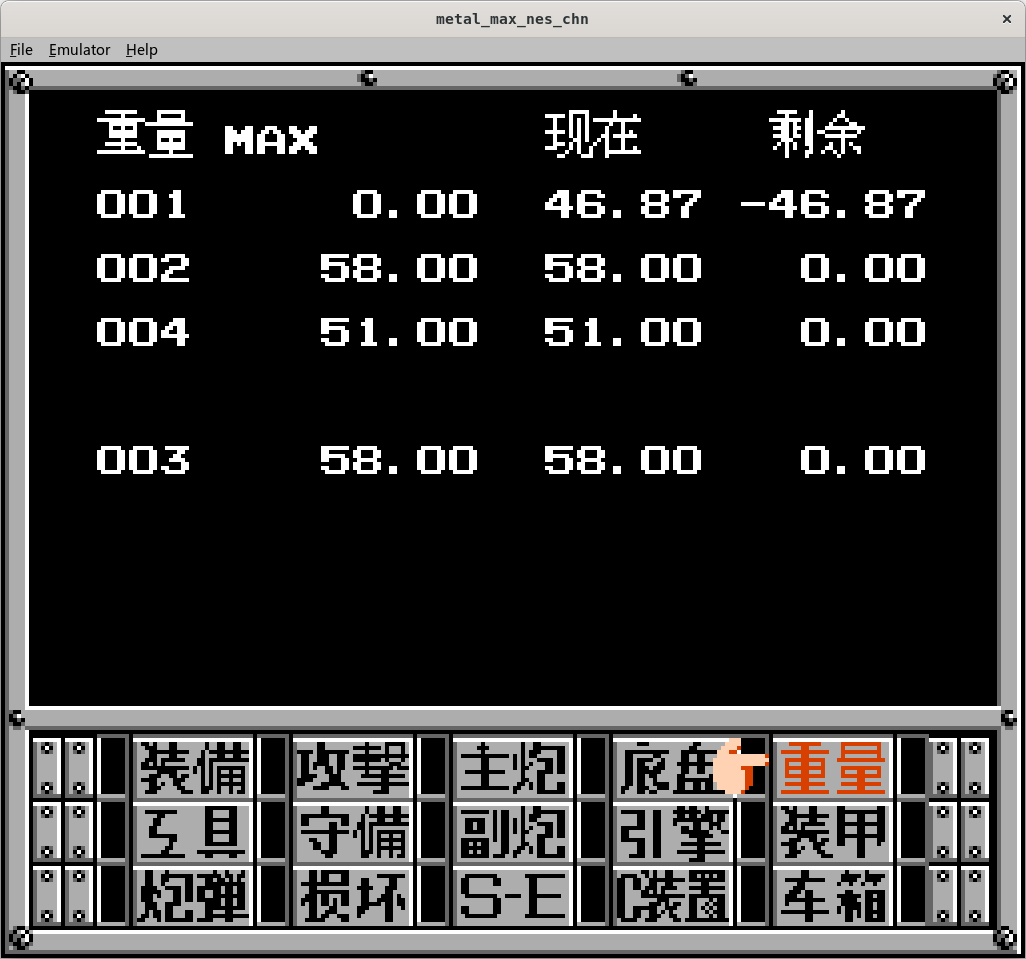 metal_max_nes_chn
File Emulator Help
重量 MAX 现在 剩余
001 0.00 46.87 -46.87
002 58.00 58.00 0.00
004 51.00 51.00 0.00
003 58.00 58.00 0.00
装備 攻撃 主炮 底盘 重量
工具 守備 副炮 引擎 装甲
炮弹 损坏 S-E C装置 车箱